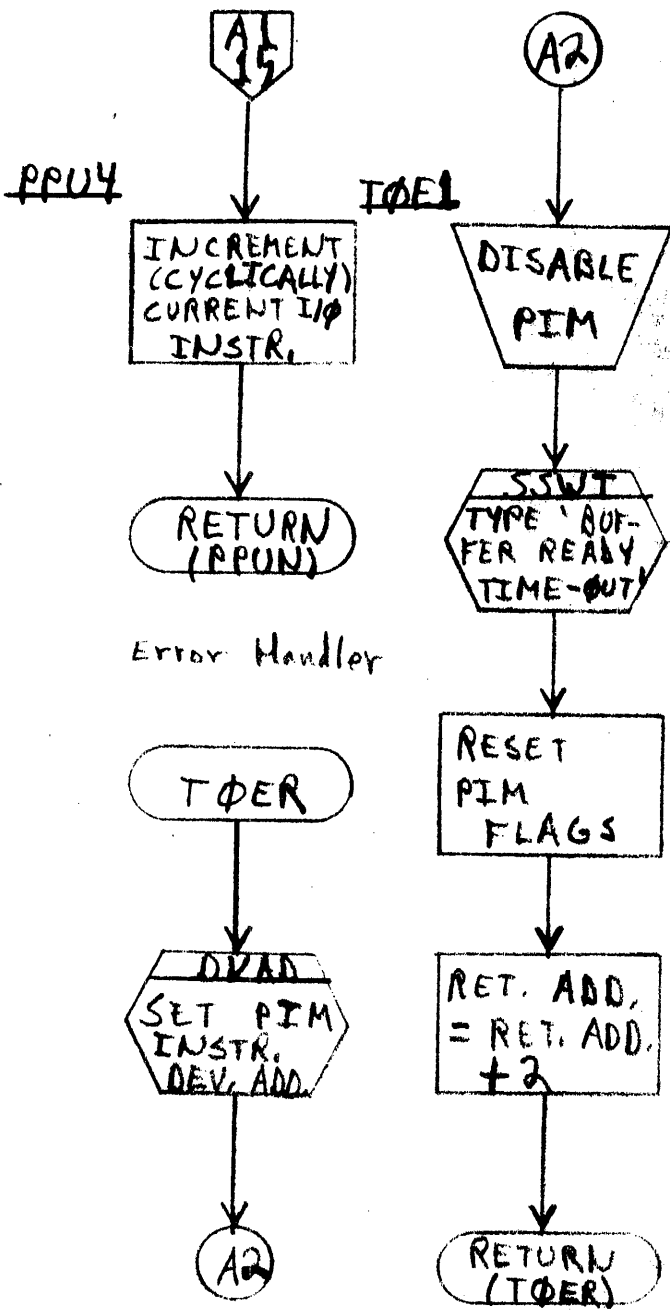 A1
15
PPU4
INCREMENT
(CYCLICALLY)
CURRENT I/Ø
INSTR.
RETURN
(PPUN)
Error Handler
TØER
DVAD
SET PIM
INSTR.
DEV. ADD.
A2
A2
TØE1
DISABLE
PIM
SSWT
TYPE 'BUF-
FER READY
TIME-ØUT'
RESET
PIM
FLAGS
RET. ADD.
= RET. ADD.
+2
RETURN
(TØER)